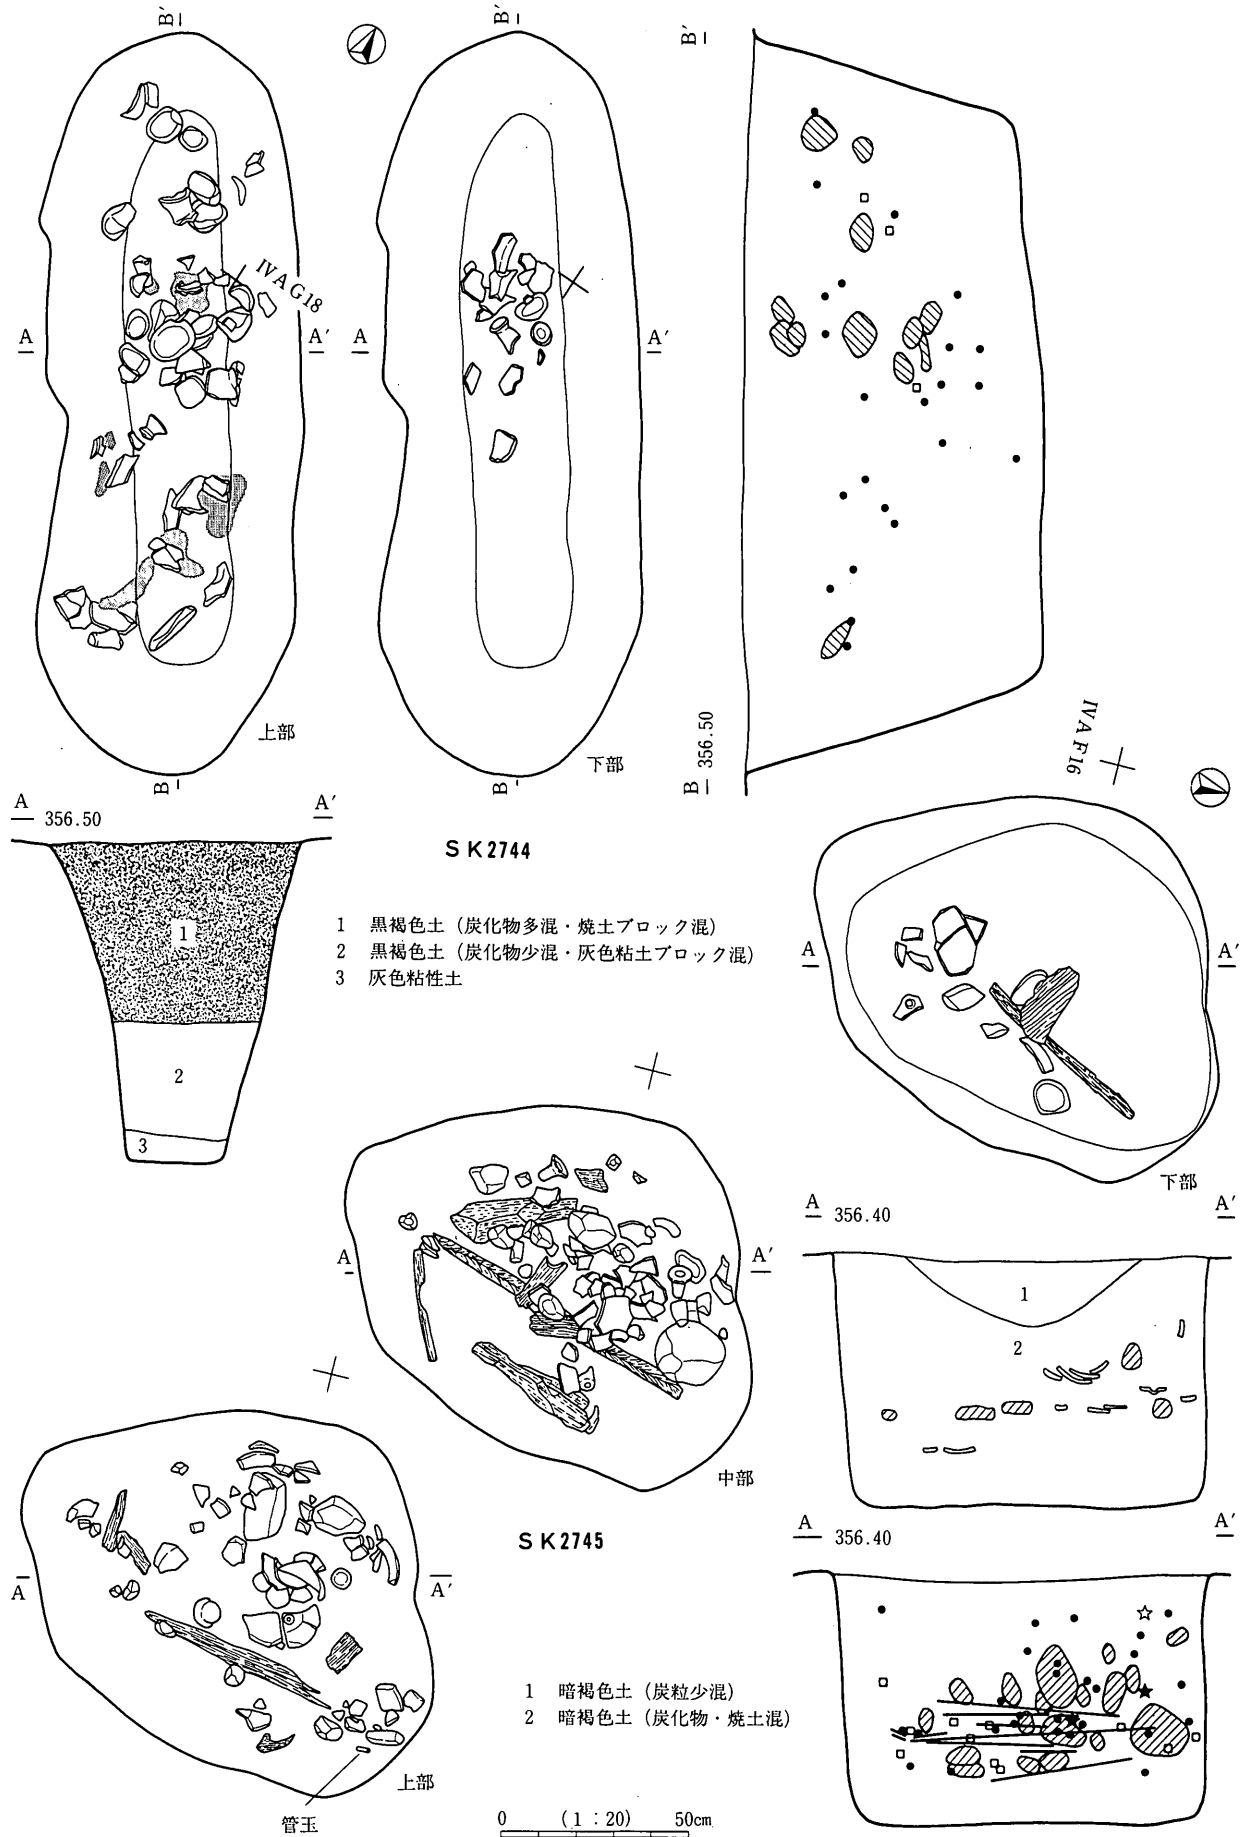 B′
B′
B′
IVAG18
A
A′
A
A′
上部
下部
B
B
B 356.50
IVAF16
A 356.50
A′
SK2744
1
2
3
1 黒褐色土(炭化物多混・焼土ブロック混)
2 黒褐色土(炭化物少混・灰色粘土ブロック混)
3 灰色粘性土
A
A′
下部
A 356.40
A′
1
2
A
A′
中部
A
A′
上部
管玉
SK2745
A 356.40
A′
1 暗褐色土(炭粒少混)
2 暗褐色土(炭化物・焼土混)
0 (1:20) 50cm